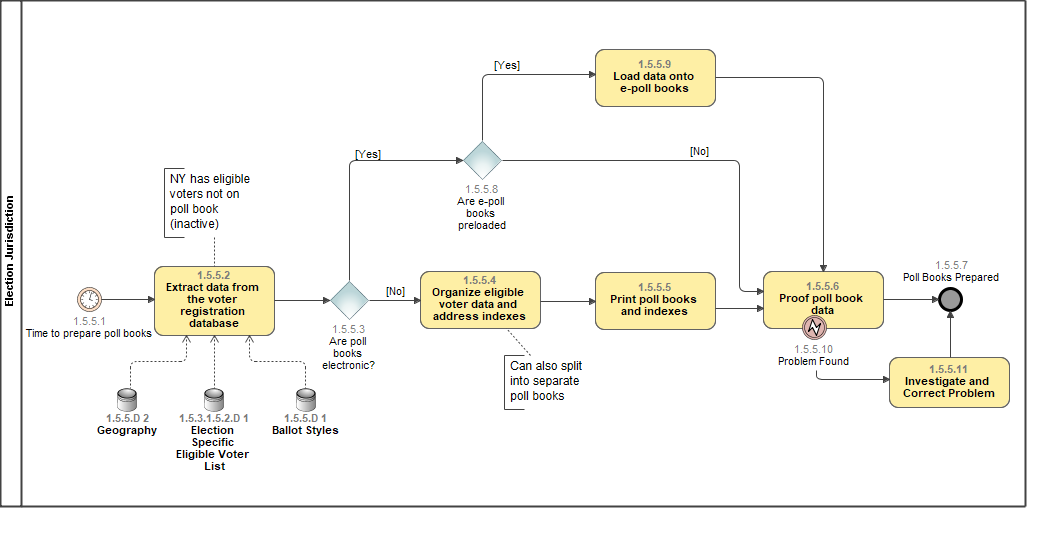 Election Jurisdiction
[Yes]
1.5.5.9
Load data onto
e-poll books
[Yes]
[No]
1.5.5.8
Are e-poll
books
preloaded
NY has eligible
voters not on
poll book
(inactive)
1.5.5.1
Time to prepare poll books
1.5.5.2
Extract data from
the voter
registration
database
1.5.5.3
Are poll
books
electronic?
[No]
1.5.5.4
Organize eligible
voter data and
address indexes
1.5.5.5
Print poll books
and indexes
1.5.5.6
Proof poll book
data
1.5.5.7
Poll Books Prepared
1.5.5.10
Problem Found
1.5.5.11
Investigate and
Correct Problem
Can also split
into separate
poll books
1.5.5.D 2
Geography
1.5.3.1.5.2.D 1
Election
Specific
Eligible Voter
List
1.5.5.D 1
Ballot Styles